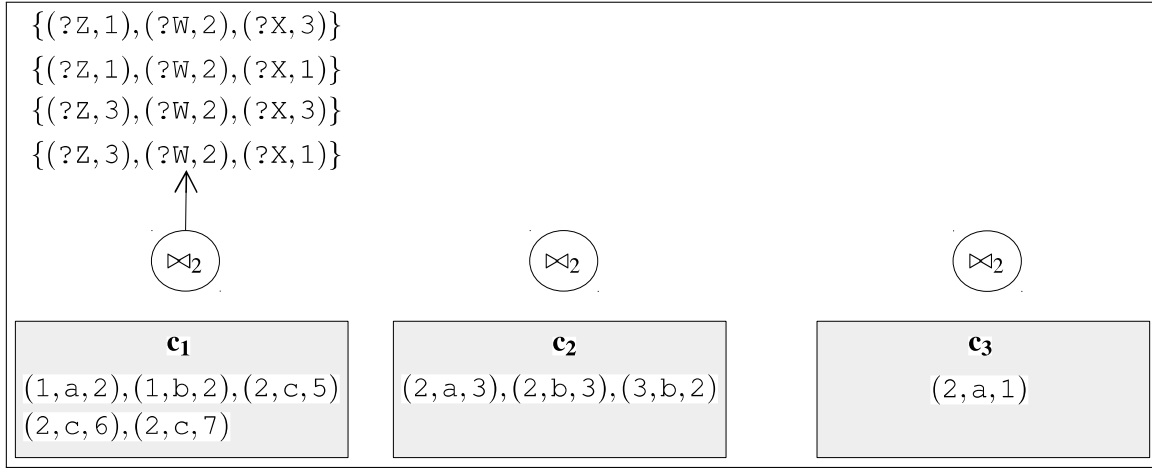 {(?Z,1),(?W,2),(?X,3)}
{(?Z,1),(?W,2),(?X,1)}
{(?Z,3),(?W,2),(?X,3)}
{(?Z,3),(?W,2),(?X,1)}
⋈₂ ⋈₂ ⋈₂
c₁
(1,a,2),(1,b,2),(2,c,5)
(2,c,6),(2,c,7)
c₂
(2,a,3),(2,b,3),(3,b,2)
c₃
(2,a,1)